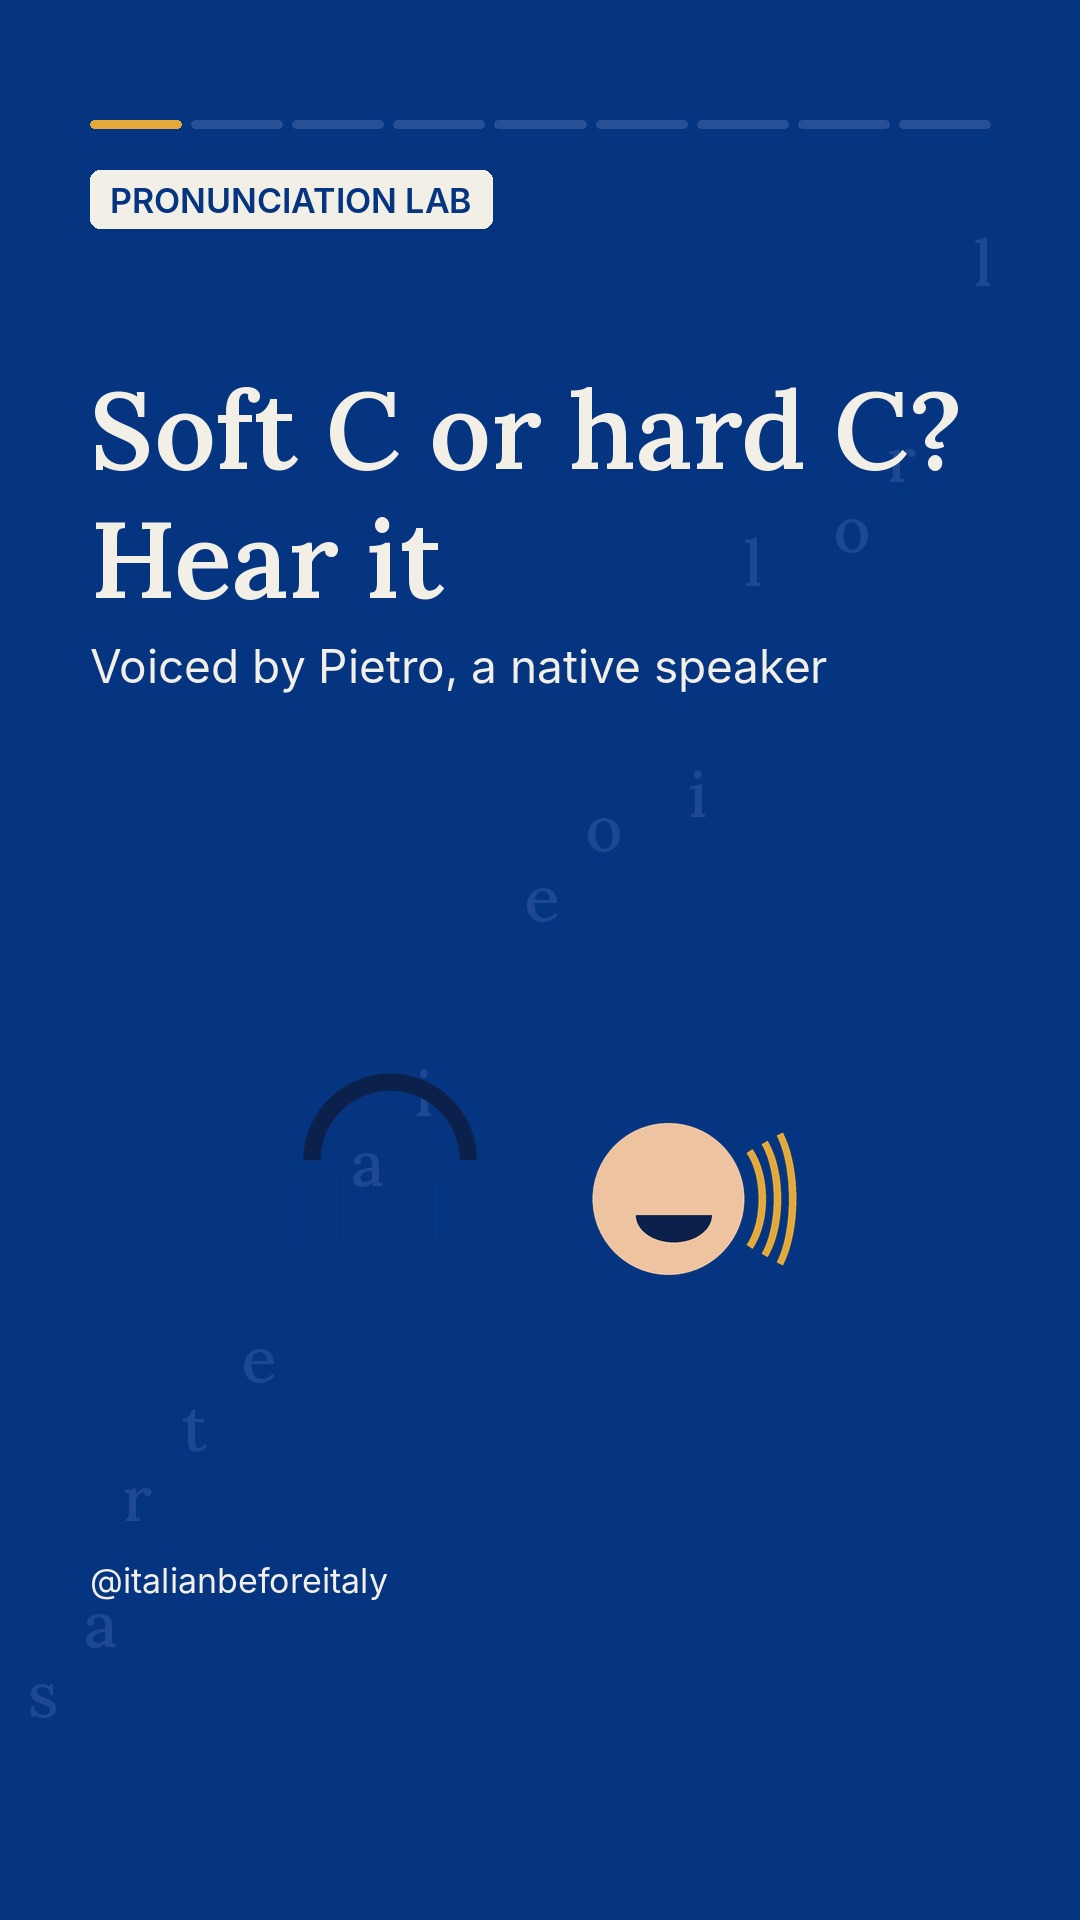 PRONUNCIATION LAB
l
Soft C or hard C?
r
o
l
Hear it
Voiced by Pietro, a native speaker
i
o
e
i
a
e
t
r
@italianbeforeitaly
a
s